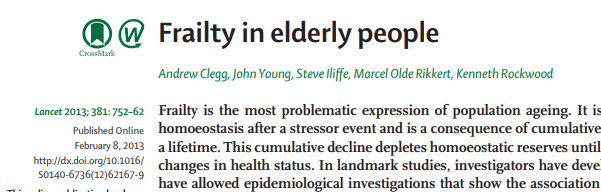 Frailty in elderly people
CrossMark
Andrew Clegg, John Young, Steve Iliffe, Marcel Olde Rikkert, Kenneth Rockwood
Lancet 2013; 381: 752–62
Published Online
February 8, 2013
http://dx.doi.org/10.1016/
S0140-6736(12)62167-9
Frailty is the most problematic expression of population ageing. It is
homoeostasis after a stressor event and is a consequence of cumulative
a lifetime. This cumulative decline depletes homoeostatic reserves until
changes in health status. In landmark studies, investigators have deve
have allowed epidemiological investigations that show the association